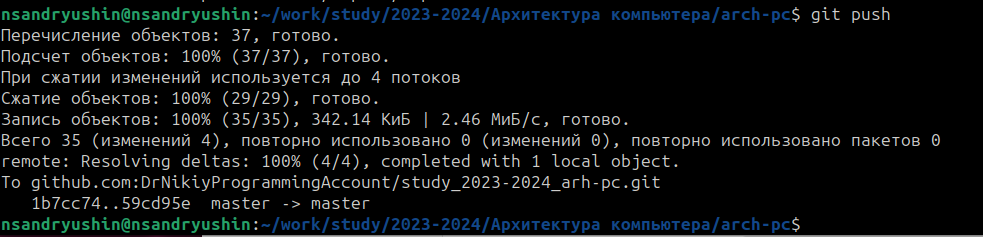 nsandryushin@nsandryushin:~/work/study/2023-2024/Архитектура компьютера/arch-pc$ git push
Перечисление объектов: 37, готово.
Подсчет объектов: 100% (37/37), готово.
При сжатии изменений используется до 4 потоков
Сжатие объектов: 100% (29/29), готово.
Запись объектов: 100% (35/35), 342.14 КиБ | 2.46 МиБ/с, готово.
Всего 35 (изменений 4), повторно использовано 0 (изменений 0), повторно использовано пакетов 0
remote: Resolving deltas: 100% (4/4), completed with 1 local object.
To github.com:DrNikiyProgrammingAccount/study_2023-2024_arh-pc.git
   1b7cc74..59cd95e  master -> master
nsandryushin@nsandryushin:~/work/study/2023-2024/Архитектура компьютера/arch-pc$